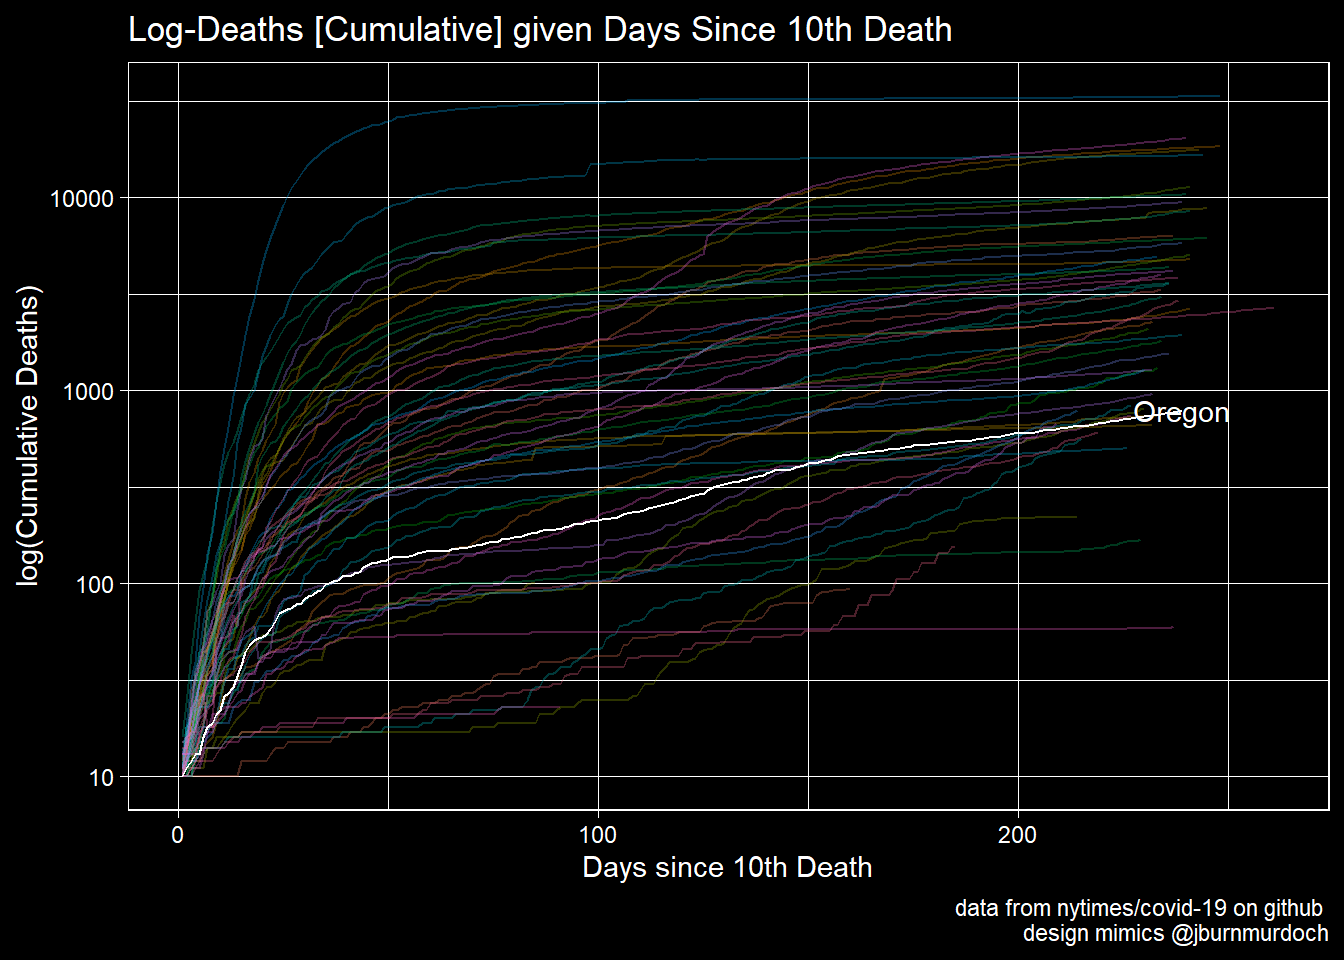 Log-Deaths [Cumulative] given Days Since 10th Death
log(Cumulative Deaths)
10000
1000
100
10
Oregon
0
100
200
Days since 10th Death
data from nytimes/covid-19 on github
design mimics @jburnmurdoch